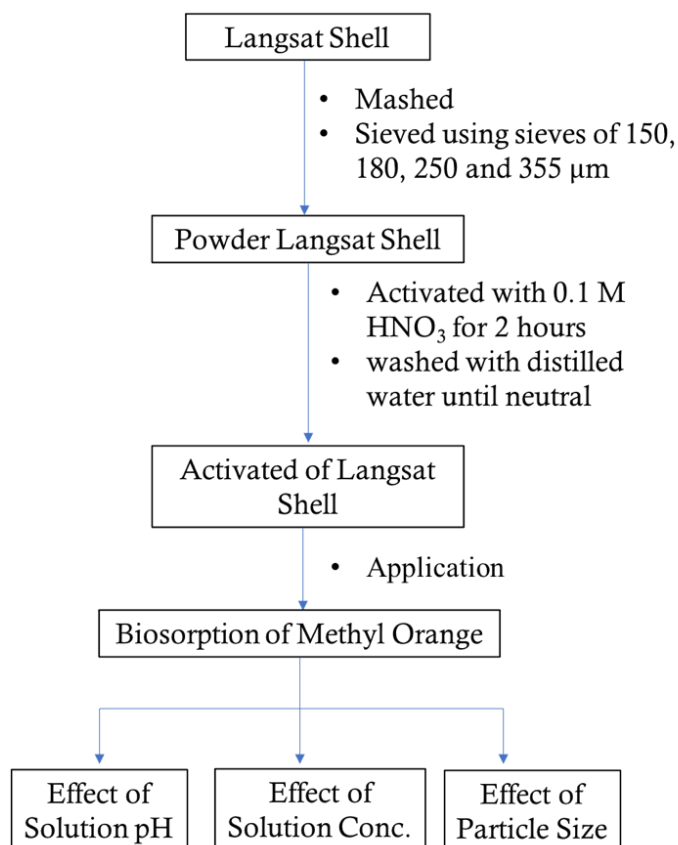 Langsat Shell
• Mashed
• Sieved using sieves of 150,
180, 250 and 355 μm
Powder Langsat Shell
• Activated with 0.1 M
HNO₃ for 2 hours
• washed with distilled
water until neutral
Activated of Langsat
Shell
• Application
Biosorption of Methyl Orange
Effect of
Solution pH
Effect of
Solution Conc.
Effect of
Particle Size